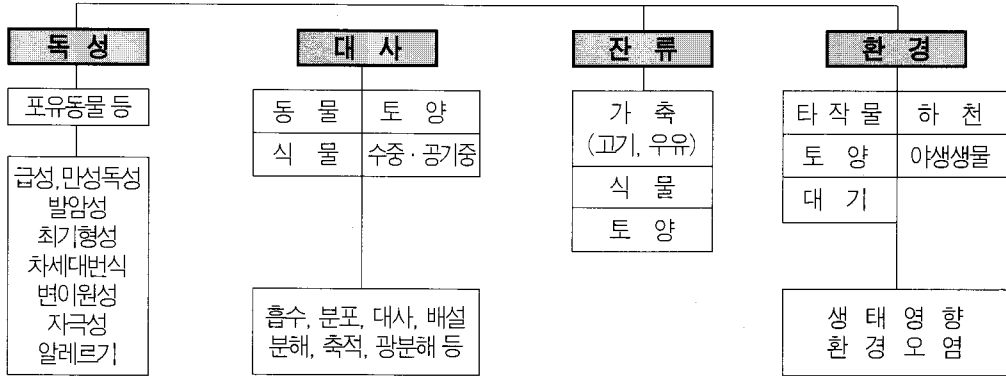 독 성
포유동물 등
급성,만성독성
발암성
최기형성
차세대번식
변이원성
자극성
알레르기
대 사
동 물 토 양
식 물 수중 · 공기중
흡수, 분포, 대사, 배설
분해, 축적, 광분해 등
잔 류
가 축
(고기, 우유)
식 물
토 양
환 경
타 작 물 하 천
토 양 야생생물
대 기
생 태 영 향
환 경 오 염